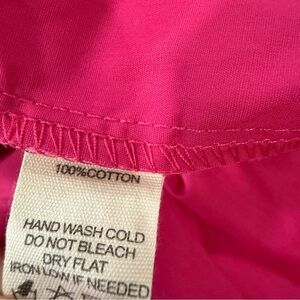 100%COTTON
HAND WASH COLD
DO NOT BLEACH
DRY FLAT
IRON LOW IF NEEDED